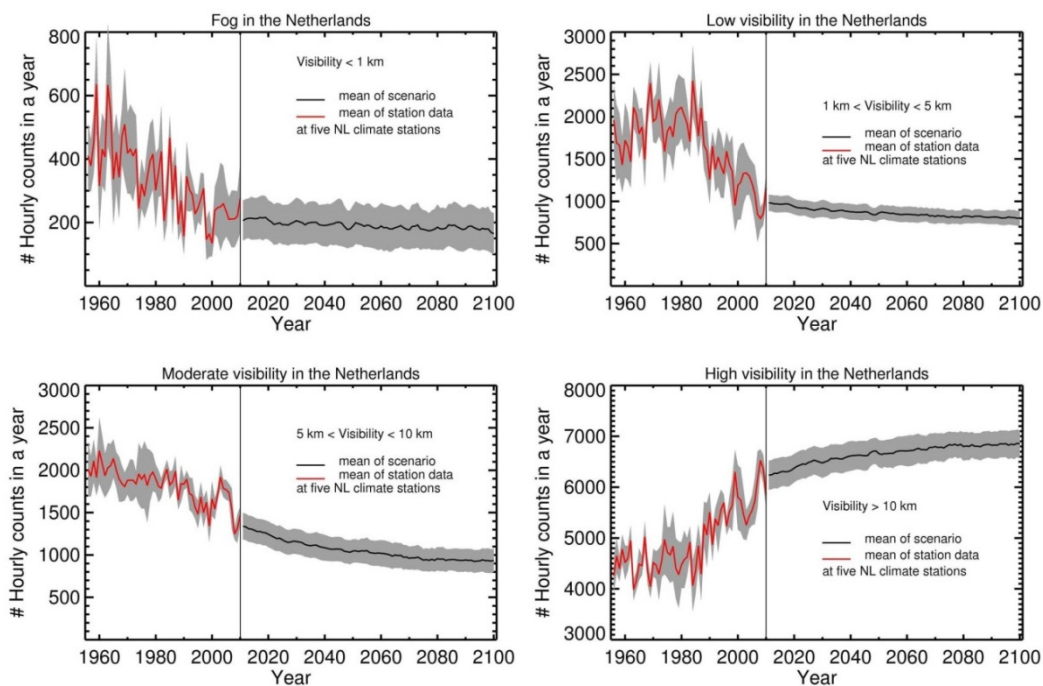 Fog in the Netherlands
800
600
400
200
# Hourly counts in a year
Visibility < 1 km
mean of scenario
mean of station data
at five NL climate stations
1960 1980 2000 2020 2040 2060 2080 2100
Year
Low visibility in the Netherlands
3000
2500
2000
1500
1000
500
# Hourly counts in a year
1 km < Visibility < 5 km
mean of scenario
mean of station data
at five NL climate stations
1960 1980 2000 2020 2040 2060 2080 2100
Year
Moderate visibility in the Netherlands
3000
2500
2000
1500
1000
500
# Hourly counts in a year
5 km < Visibility < 10 km
mean of scenario
mean of station data
at five NL climate stations
1960 1980 2000 2020 2040 2060 2080 2100
Year
High visibility in the Netherlands
8000
7000
6000
5000
4000
3000
# Hourly counts in a year
Visibility > 10 km
mean of scenario
mean of station data
at five NL climate stations
1960 1980 2000 2020 2040 2060 2080 2100
Year